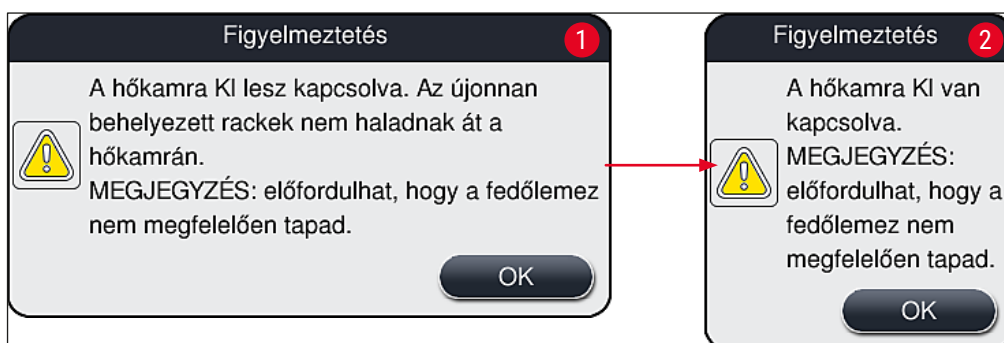 Figyelmeztetés
1
A hőkamra KI lesz kapcsolva. Az újonnan
behelyezett rackek nem haladnak át a
hőkamrán.
MEGJEGYZÉS: előfordulhat, hogy a fedőlemez
nem megfelelően tapad.
OK
Figyelmeztetés
2
A hőkamra KI van
kapcsolva.
MEGJEGYZÉS:
előfordulhat, hogy a
fedőlemez nem
megfelelően tapad.
OK